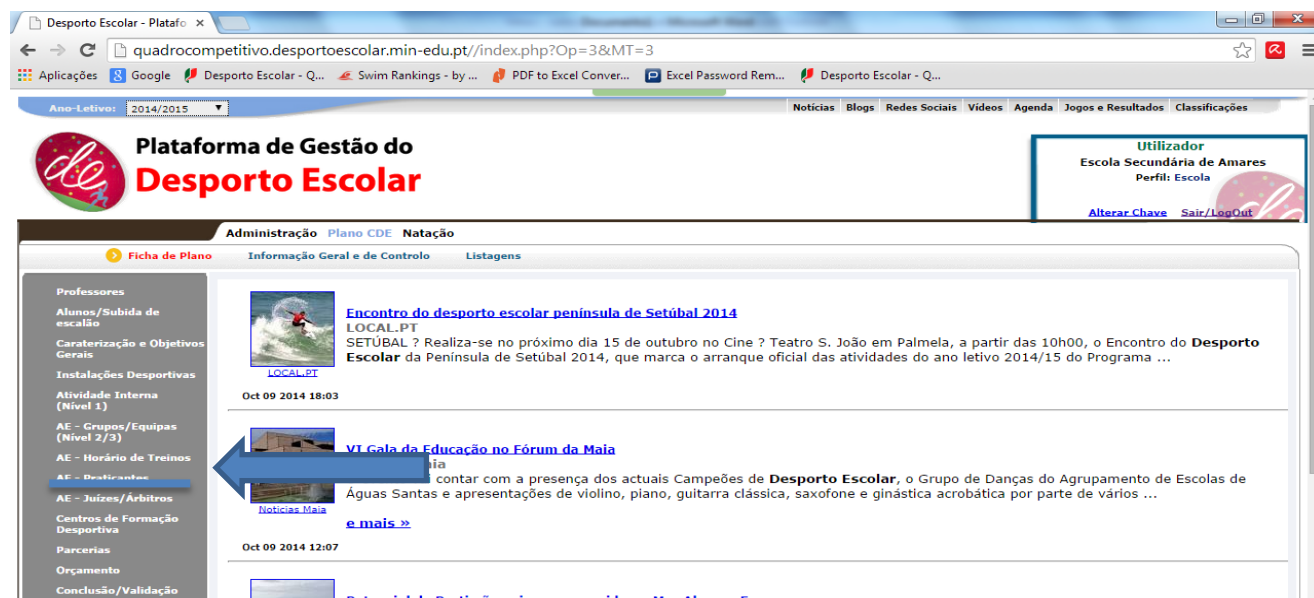 Desporto Escolar - Platafo
quadrocompetitivo.desportoescolar.min-edu.pt//index.php?Op=3&MT=3
Aplicações Google Desporto Escolar - Q... Swim Rankings - by ... PDF to Excel Conver... Excel Password Rem... Desporto Escolar - Q...
Ano-Letivo: 2014/2015 Notícias Blogs Redes Sociais Vídeos Agenda Jogos e Resultados Classificações
Plataforma de Gestão do
Desporto Escolar
de
Utilizador
Escola Secundária de Amares
Perfil: Escola
Alterar Chave Sair/LogOut
Administração Plano CDE Natação
Ficha de Plano Informação Geral e de Controlo Listagens
Professores
Alunos/Subida de
escalão
Caraterização e Objetivos
Gerais
Instalações Desportivas
Atividade Interna
(Nível 1)
AE - Grupos/Equipas
(Nível 2/3)
AE - Horário de Treinos
AE - Praticantes
AE - Juízes/Árbitros
Centros de Formação
Desportiva
Parcerias
Orçamento
Conclusão/Validação
Encontro do desporto escolar península de Setúbal 2014
LOCAL.PT
SETÚBAL ? Realiza-se no próximo dia 15 de outubro no Cine ? Teatro S. João em Palmela, a partir das 10h00, o Encontro do Desporto
Escolar da Península de Setúbal 2014, que marca o arranque oficial das atividades do ano letivo 2014/15 do Programa ...
LOCAL.PT
Oct 09 2014 18:03
VI Gala da Educação no Fórum da Maia
contar com a presença dos actuais Campeões de Desporto Escolar, o Grupo de Danças do Agrupamento de Escolas de
Águas Santas e apresentações de violino, piano, guitarra clássica, saxofone e ginástica acrobática por parte de vários ...
Noticias Maia
e mais »
Oct 09 2014 12:07